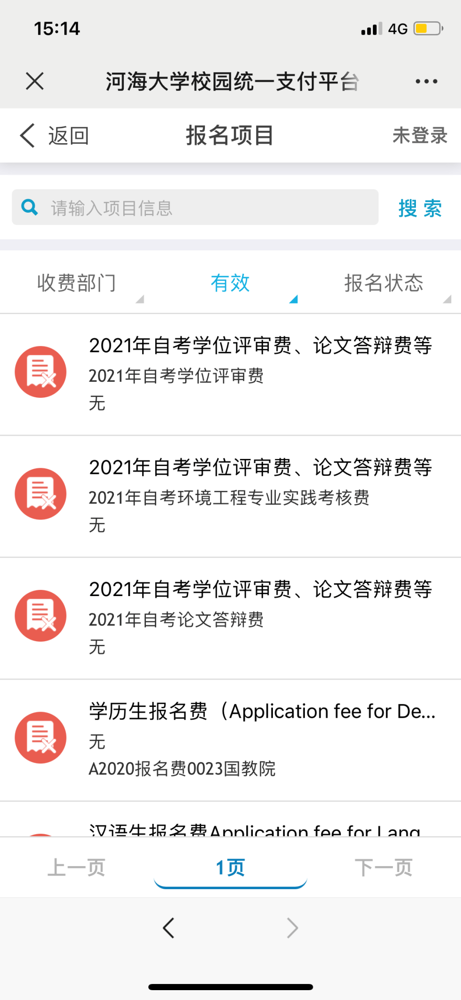 15:14
4G
河海大学校园统一支付平台
返回
报名项目
未登录
请输入项目信息
搜 索
收费部门
有效
报名状态
2021年自考学位评审费、论文答辩费等
2021年自考学位评审费
无
2021年自考学位评审费、论文答辩费等
2021年自考环境工程专业实践考核费
无
2021年自考学位评审费、论文答辩费等
2021年自考论文答辩费
无
学历生报名费（Application fee for De...
无
A2020报名费0023国教院
汉语生报名费Application fee for Lang
上一页
1页
下一页